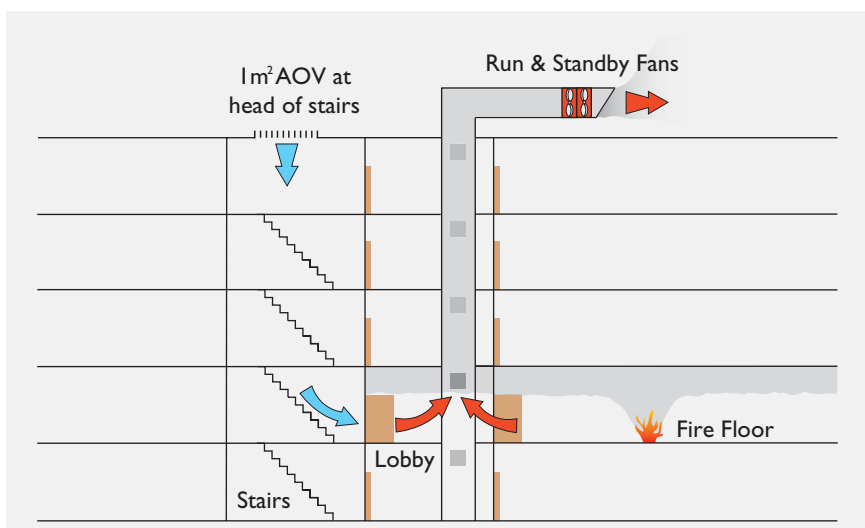 1m² AOV at
head of stairs
Run & Standby Fans
Lobby
Fire Floor
Stairs